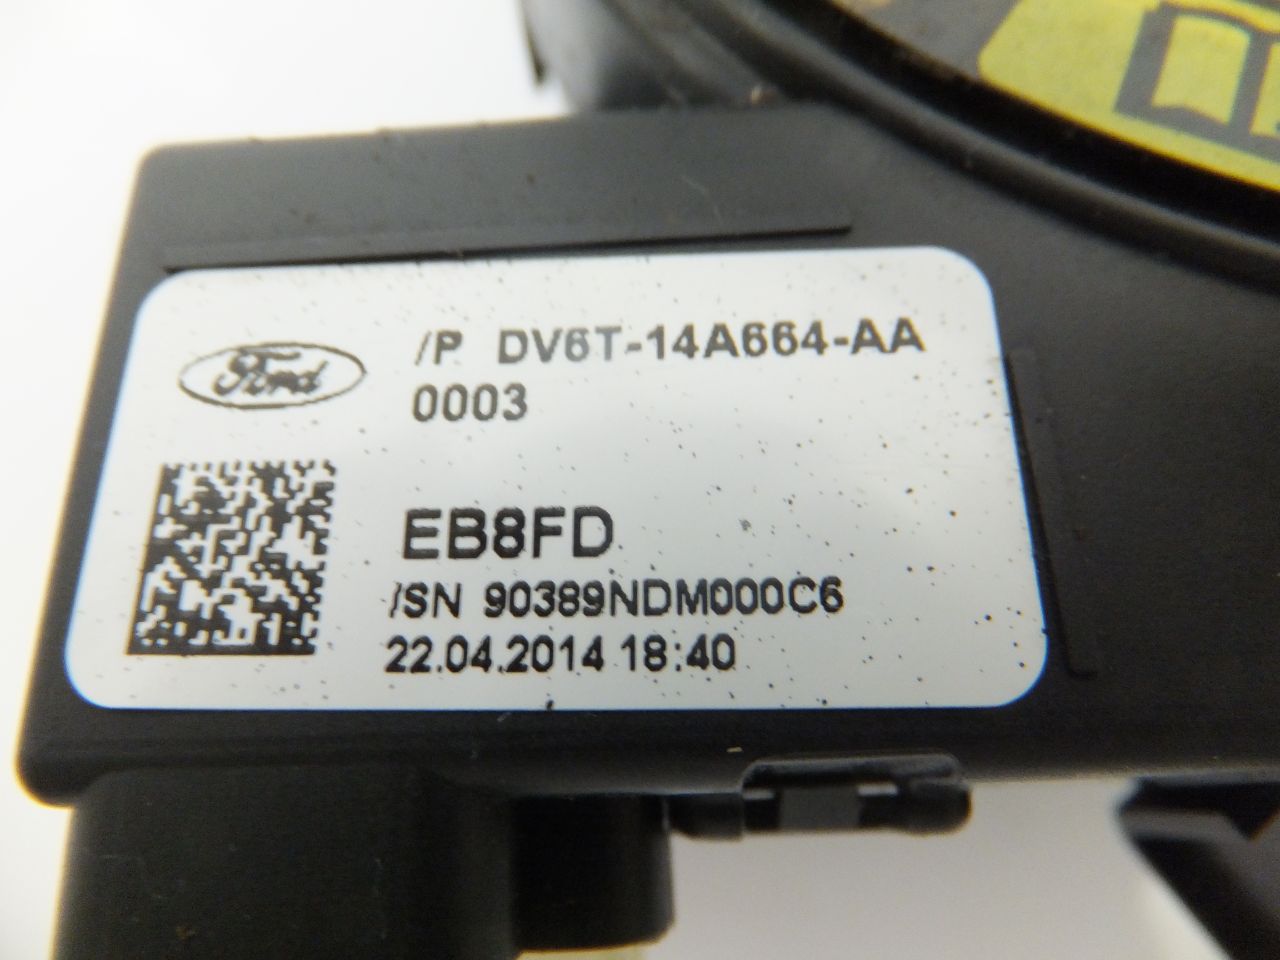 Ford
/P DV6T-14A664-AA
0003
EB8FD
/SN 90389NDM000C6
22.04.2014 18:40